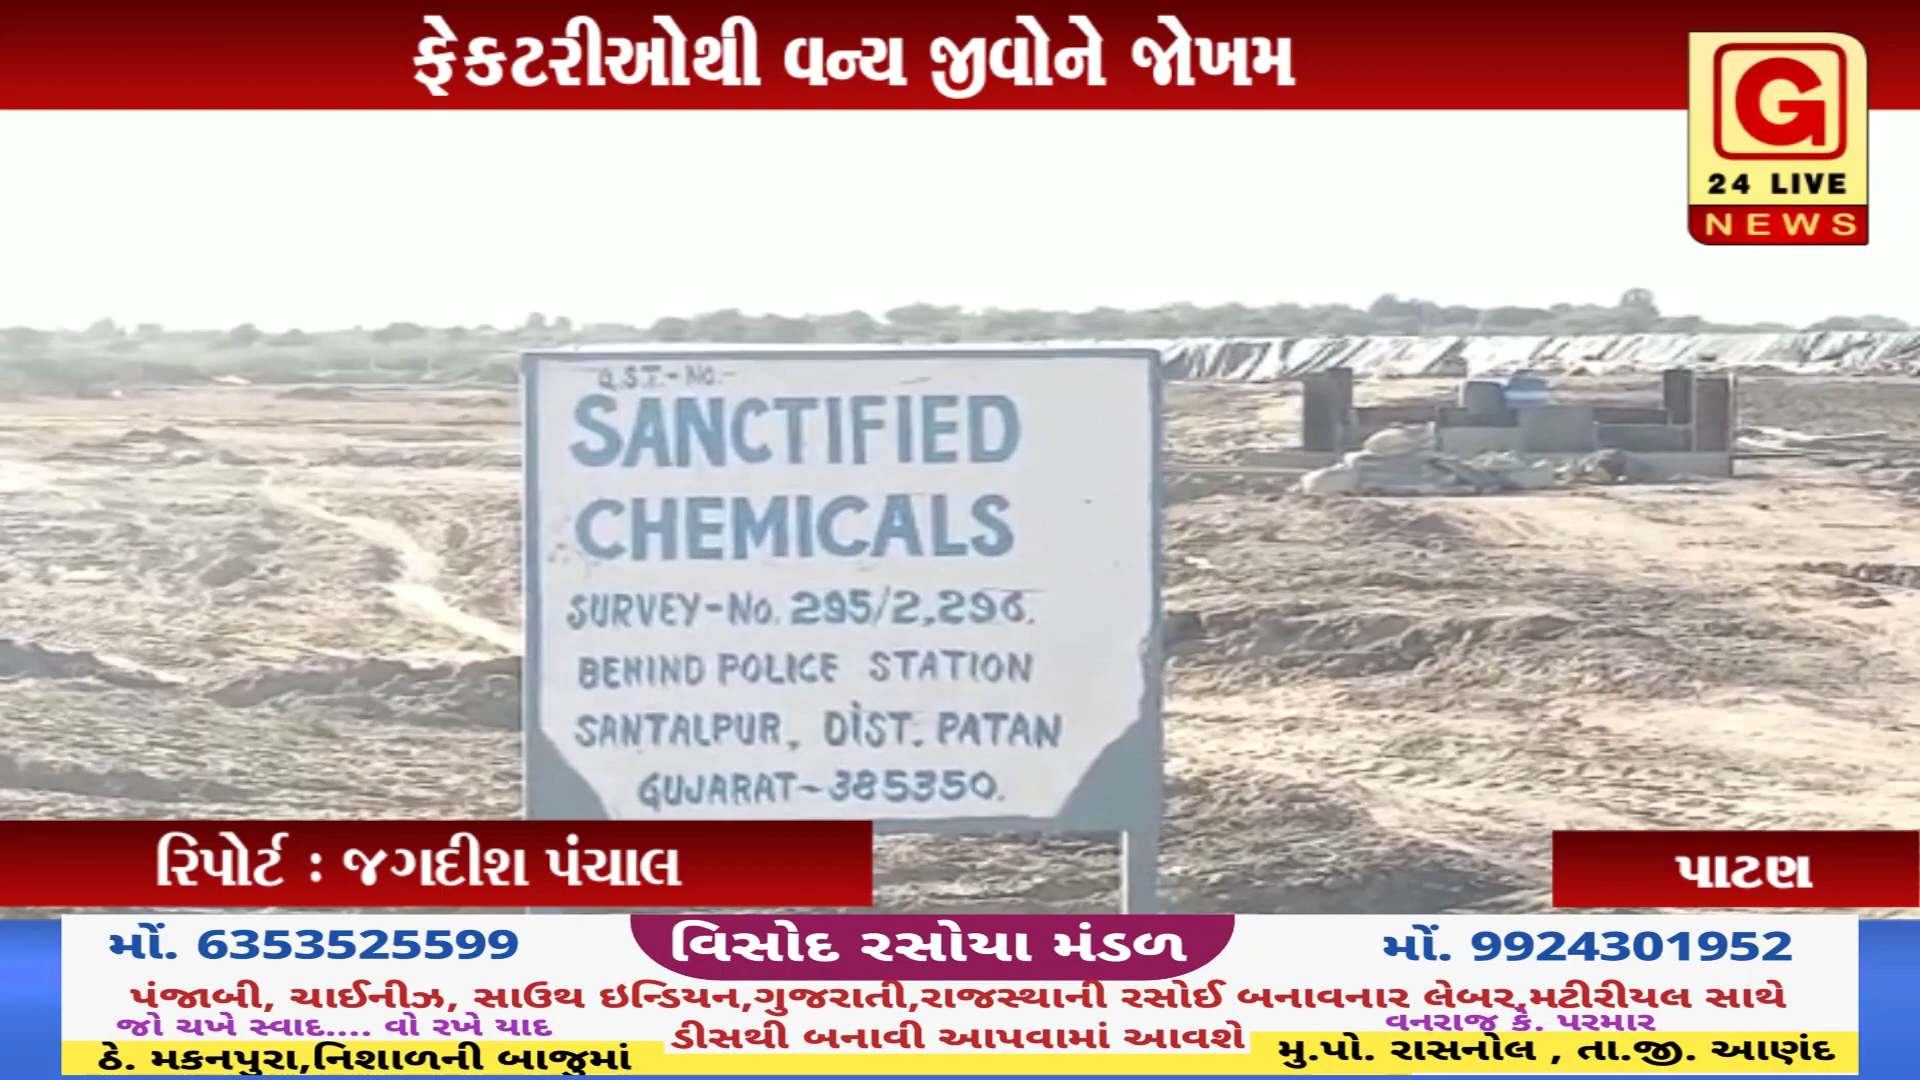 ફેકટરીઓથી વન્ય જીવોને જોખમ
G
24 LIVE
NEWS
G.S.T.-No.-
SANCTIFIED
CHEMICALS
SURVEY-No. 295/2,296.
BEHIND POLICE STATION
SANTALPUR, DIST. PATAN
GUJARAT-385350.
રિપોર્ટ : જગદીશ પંચાલ
પાટણ
મોં. 6353525599
વિસોદ રસોયા મંડળ
મોં. 9924301952
પંજાબી, ચાઈનીઝ, સાઉથ ઇન્ડિયન,ગુજરાતી,રાજસ્થાની રસોઈ બનાવનાર લેબર,મટીરીયલ સાથે
જો ચખે સ્વાદ.... વો રખે યાદ
ડીસથી બનાવી આપવામાં આવશે
વનરાજ કે. પરમાર
ઠે. મકનપુરા,નિશાળની બાજુમાં
મુ.પો. રાસનોલ , તા.જી. આણંદ